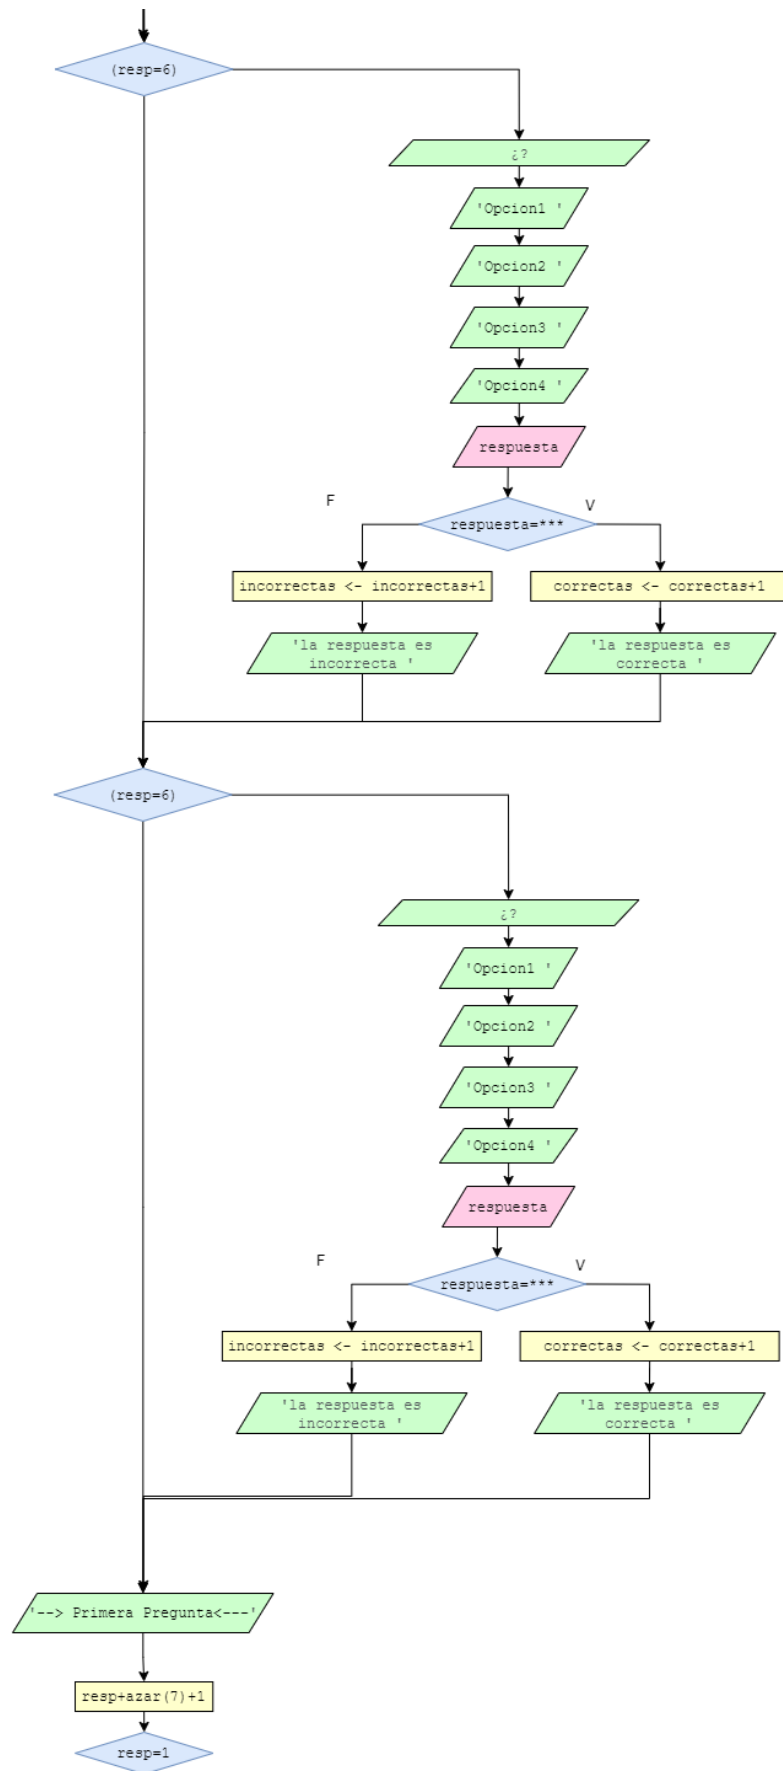 (resp=6)
¿?
'Opcion1 '
'Opcion2 '
'Opcion3 '
'Opcion4 '
respuesta
F
V
respuesta=***
incorrectas <- incorrectas+1
correctas <- correctas+1
'la respuesta es
incorrecta '
'la respuesta es
correcta '
(resp=6)
¿?
'Opcion1 '
'Opcion2 '
'Opcion3 '
'Opcion4 '
respuesta
F
V
respuesta=***
incorrectas <- incorrectas+1
correctas <- correctas+1
'la respuesta es
incorrecta '
'la respuesta es
correcta '
'--> Primera Pregunta<---'
resp+azar(7)+1
resp=1